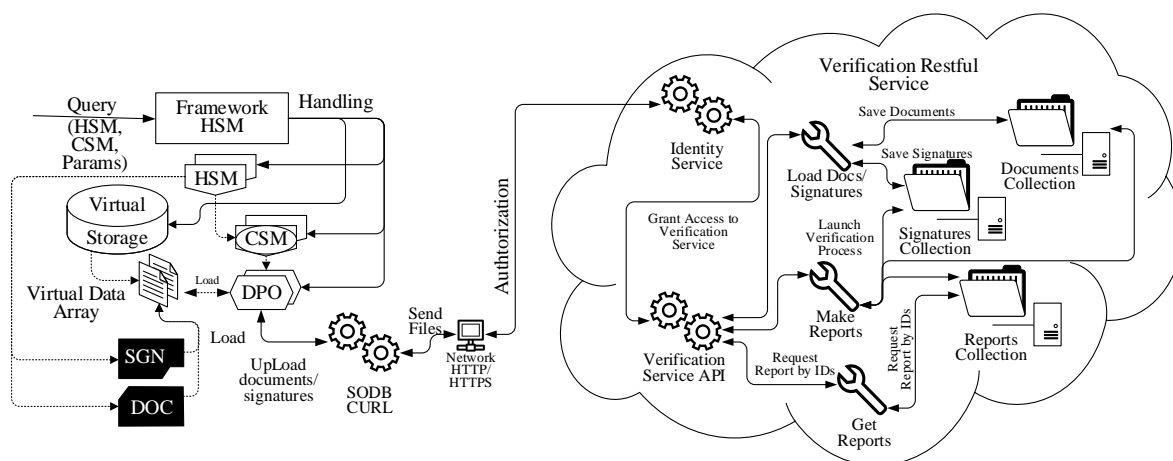 Query
(HSM,
CSM,
Params)
Framework
HSM
Handling
HSM
Virtual
Storage
CSM
Virtual Data
Array
Load
DPO
Load
SGN
DOC
UpLoad
documents/
signatures
SODB
CURL
Send
Files
Network
HTTP/
HTTPS
Authtorization
Verification Restful
Service
Identity
Service
Grant Access to
Verification
Service
Save Documents
Load Docs/
Signatures
Save Signatures
Documents
Collection
Signatures
Collection
Launch
Verification
Process
Make
Reports
Verification
Service API
Request
Report by IDs
Get
Reports
Request
Report by IDs
Reports
Collection